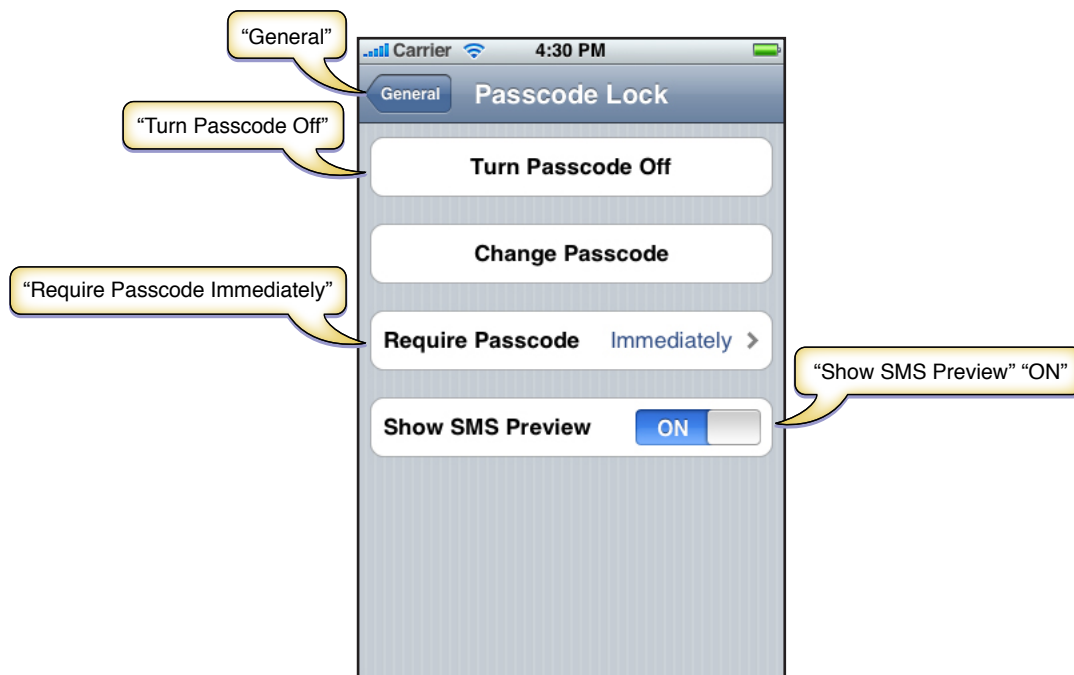 “General”
Carrier 4:30 PM
General Passcode Lock
“Turn Passcode Off”
Turn Passcode Off
Change Passcode
“Require Passcode Immediately”
Require Passcode Immediately
“Show SMS Preview” “ON”
Show SMS Preview ON